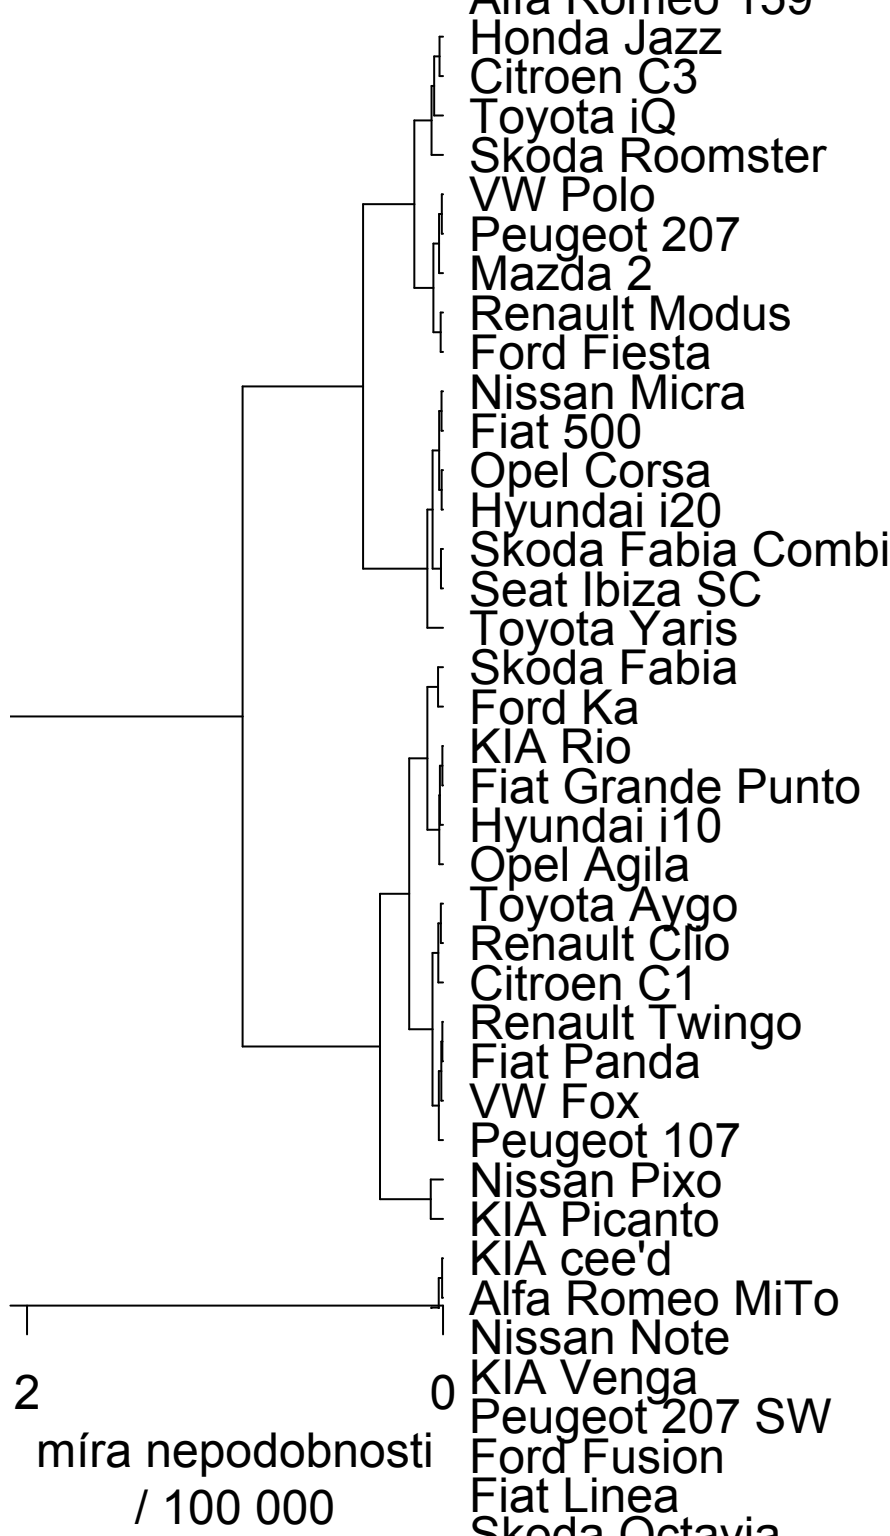 Alfa Romeo 159
Honda Jazz
Citroen C3
Toyota iQ
Skoda Roomster
VW Polo
Peugeot 207
Mazda 2
Renault Modus
Ford Fiesta
Nissan Micra
Fiat 500
Opel Corsa
Hyundai i20
Skoda Fabia Combi
Seat Ibiza SC
Toyota Yaris
Skoda Fabia
Ford Ka
KIA Rio
Fiat Grande Punto
Hyundai i10
Opel Agila
Toyota Aygo
Renault Clio
Citroen C1
Renault Twingo
Fiat Panda
VW Fox
Peugeot 107
Nissan Pixo
KIA Picanto
KIA cee'd
Alfa Romeo MiTo
Nissan Note
KIA Venga
Peugeot 207 SW
Ford Fusion
Fiat Linea
Skoda Octavia
2 0
míra nepodobnosti
/ 100 000